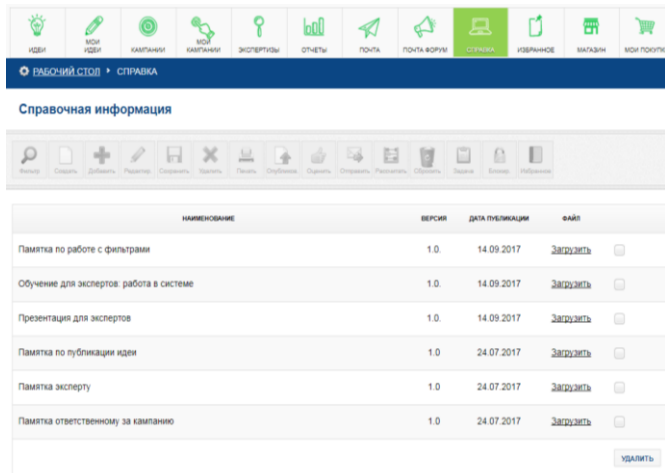 ИДЕИ МОИ ИДЕИ КАМПАНИИ МОИ КАМПАНИИ ЭКСПЕРТИЗЫ ОТЧЕТЫ ПОЧТА ПОЧТА ФОРУМ СПРАВКА ИЗБРАННОЕ МАГАЗИН МОИ ПОКУПК
РАБОЧИЙ СТОЛ СПРАВКА
Справочная информация
Фильтр Создать Добавить Сохранить Удалить Печать Оценить Отправить Рассчитать Сбросить Задачи Блокир Избранное
НАИМЕНОВАНИЕ ВЕРСИЯ ДАТА ПУБЛИКАЦИИ ФАЙЛ
Памятка по работе с фильтрами 1.0. 14.09.2017 Загрузить
Обучение для экспертов: работа в системе 1.0. 14.09.2017 Загрузить
Презентация для экспертов 1.0. 14.09.2017 Загрузить
Памятка по публикации идеи 1.0 24.07.2017 Загрузить
Памятка эксперту 1.0 24.07.2017 Загрузить
Памятка ответственному за кампанию 1.0 24.07.2017 Загрузить
УДАЛИТЬ